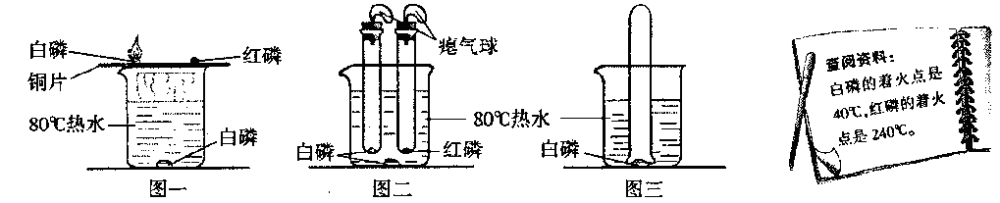 白磷
红磷
铜片
80℃热水
白磷
图一
瘪气球
80℃热水
白磷
红磷
图二
白磷
图三
查阅资料：
白磷的着火点是
40℃，红磷的着火
点是240℃。